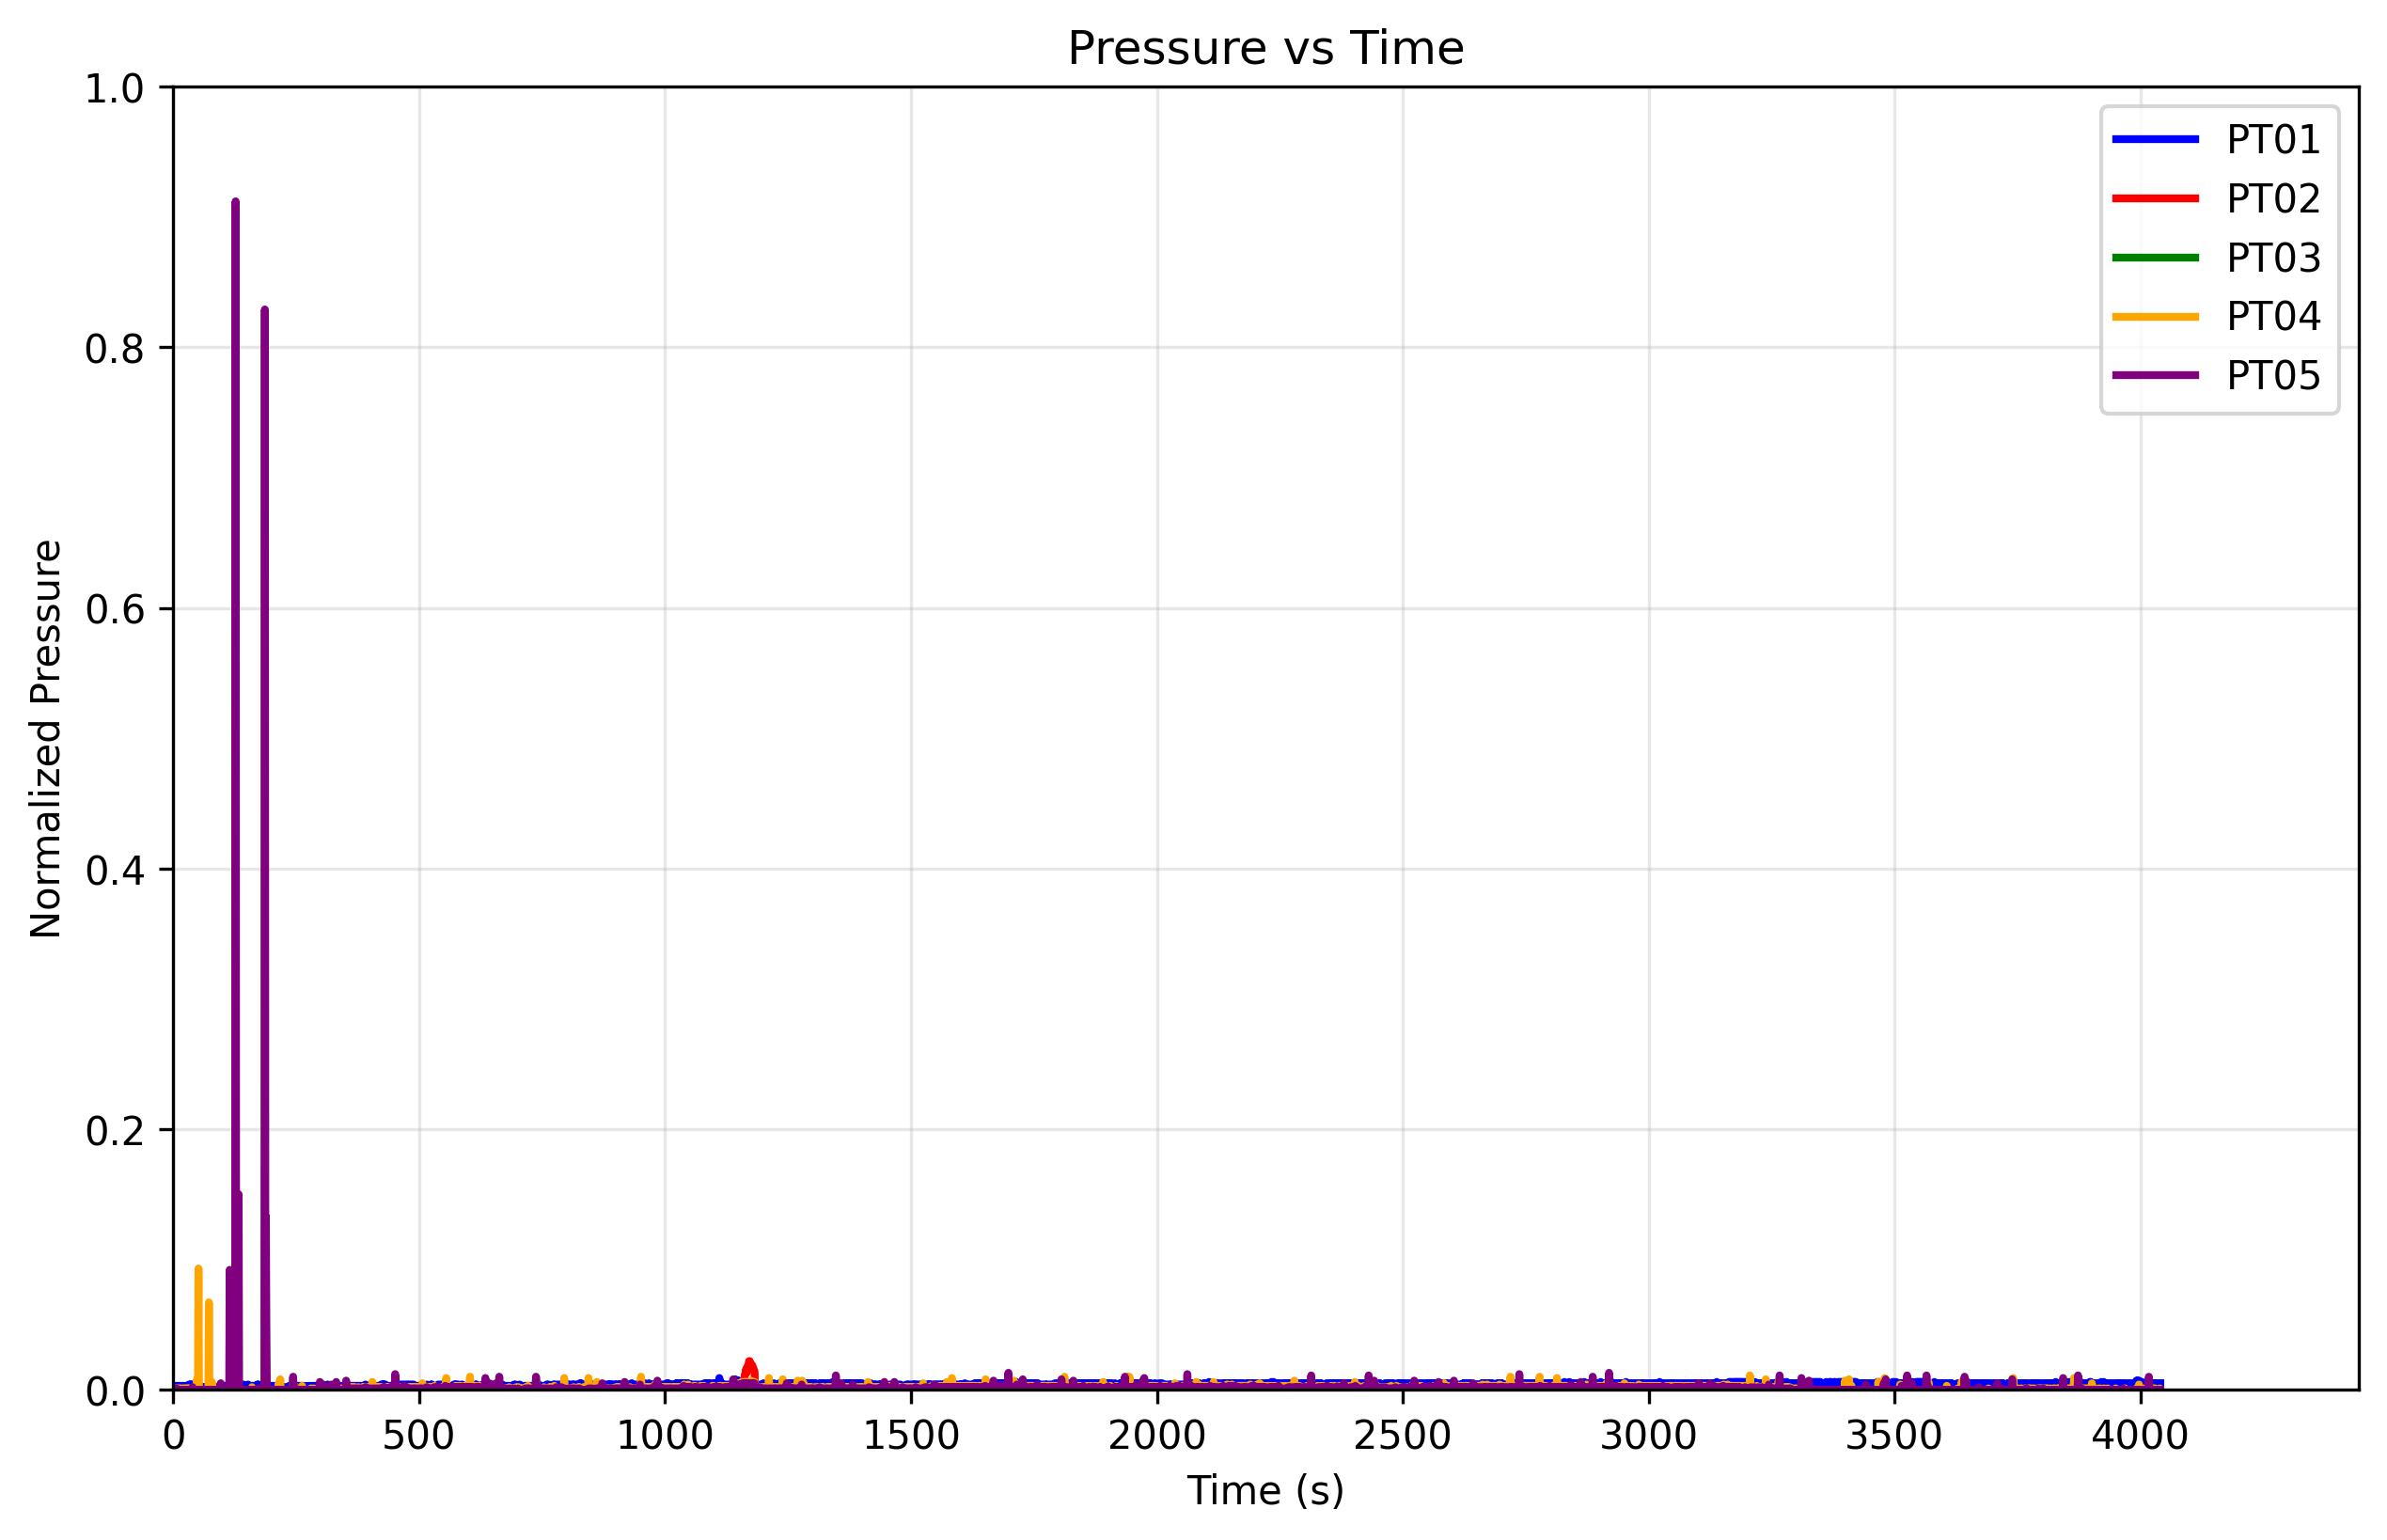 Pressure vs Time
1.0
0.8
0.6
0.4
0.2
0.0
Normalized Pressure
0 500 1000 1500 2000 2500 3000 3500 4000
Time (s)
PT01
PT02
PT03
PT04
PT05